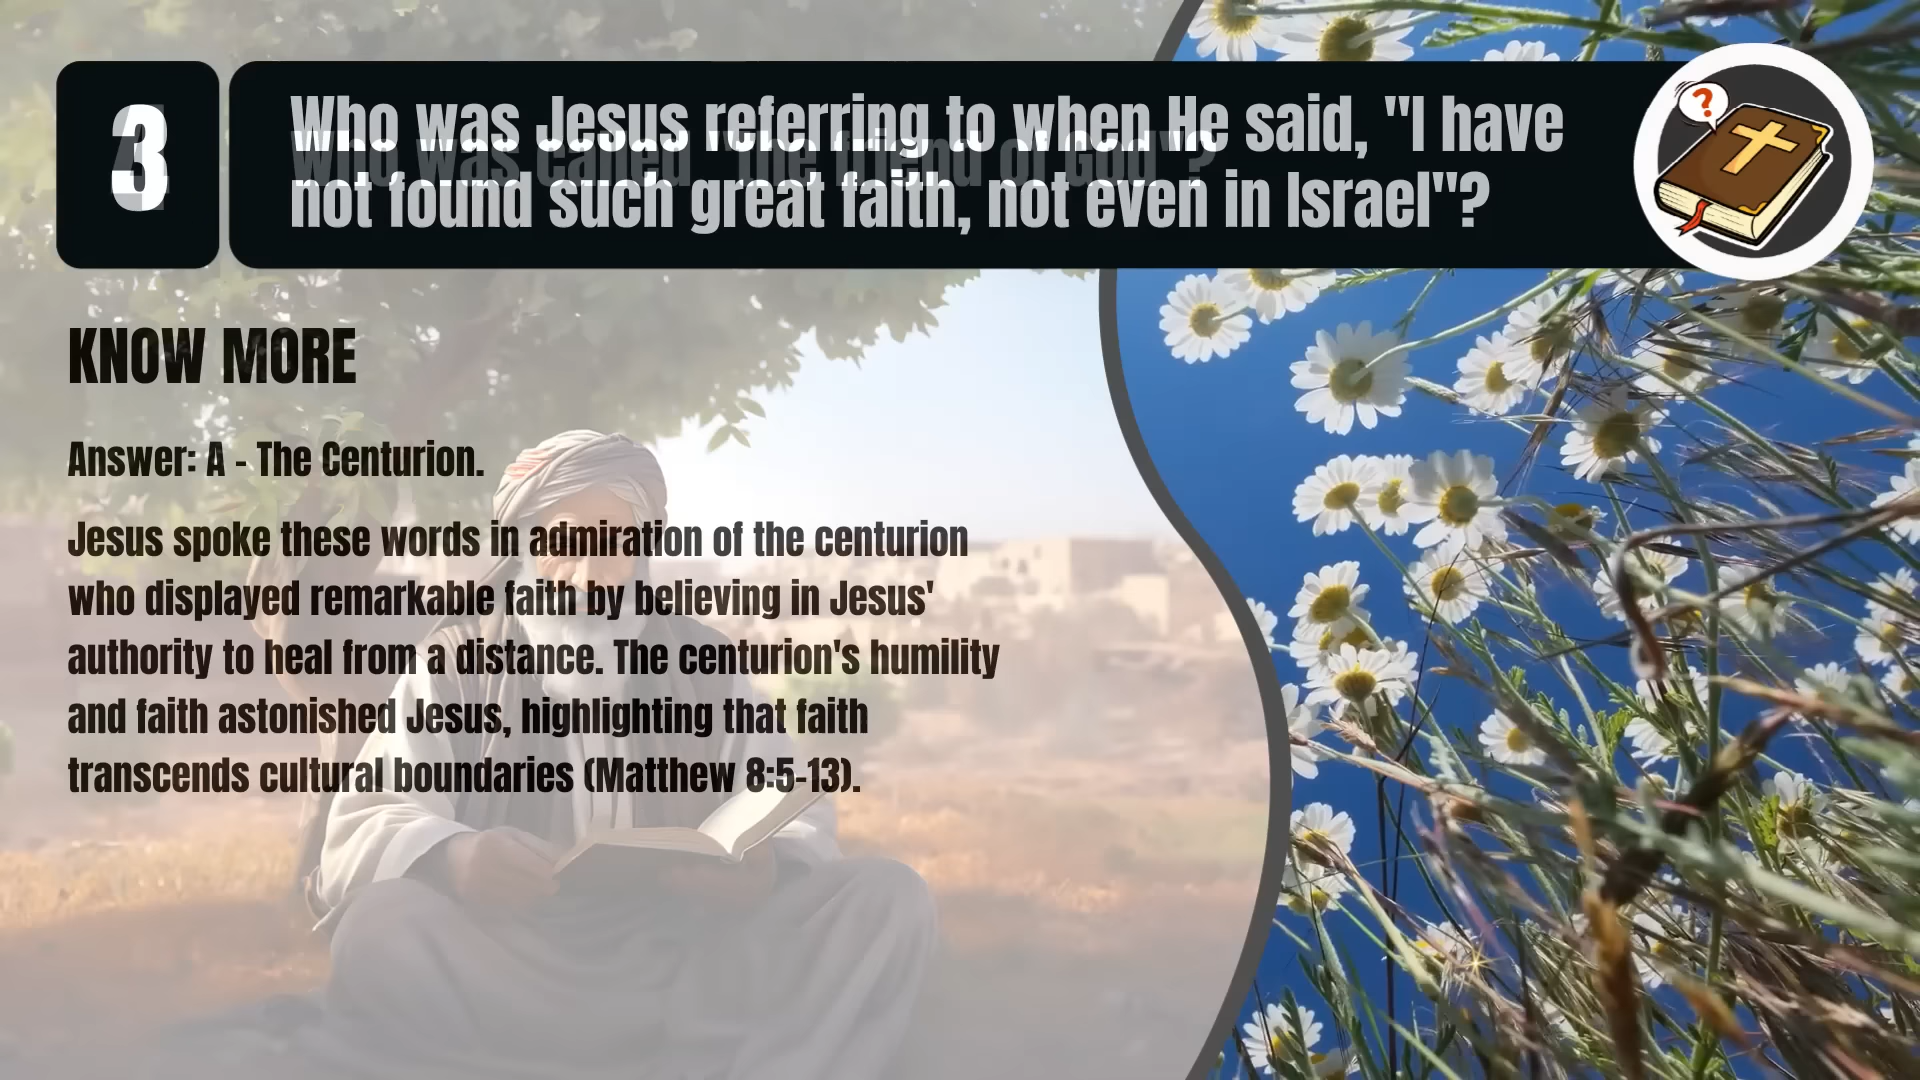 3
Who was Jesus referring to when He said, "I have
Who was called "the friend of God"?
not found such great faith, not even in Israel"?
?
KNOW MORE
Answer: A - The Centurion.
Jesus spoke these words in admiration of the centurion
who displayed remarkable faith by believing in Jesus'
authority to heal from a distance. The centurion's humility
and faith astonished Jesus, highlighting that faith
transcends cultural boundaries (Matthew 8:5-13).